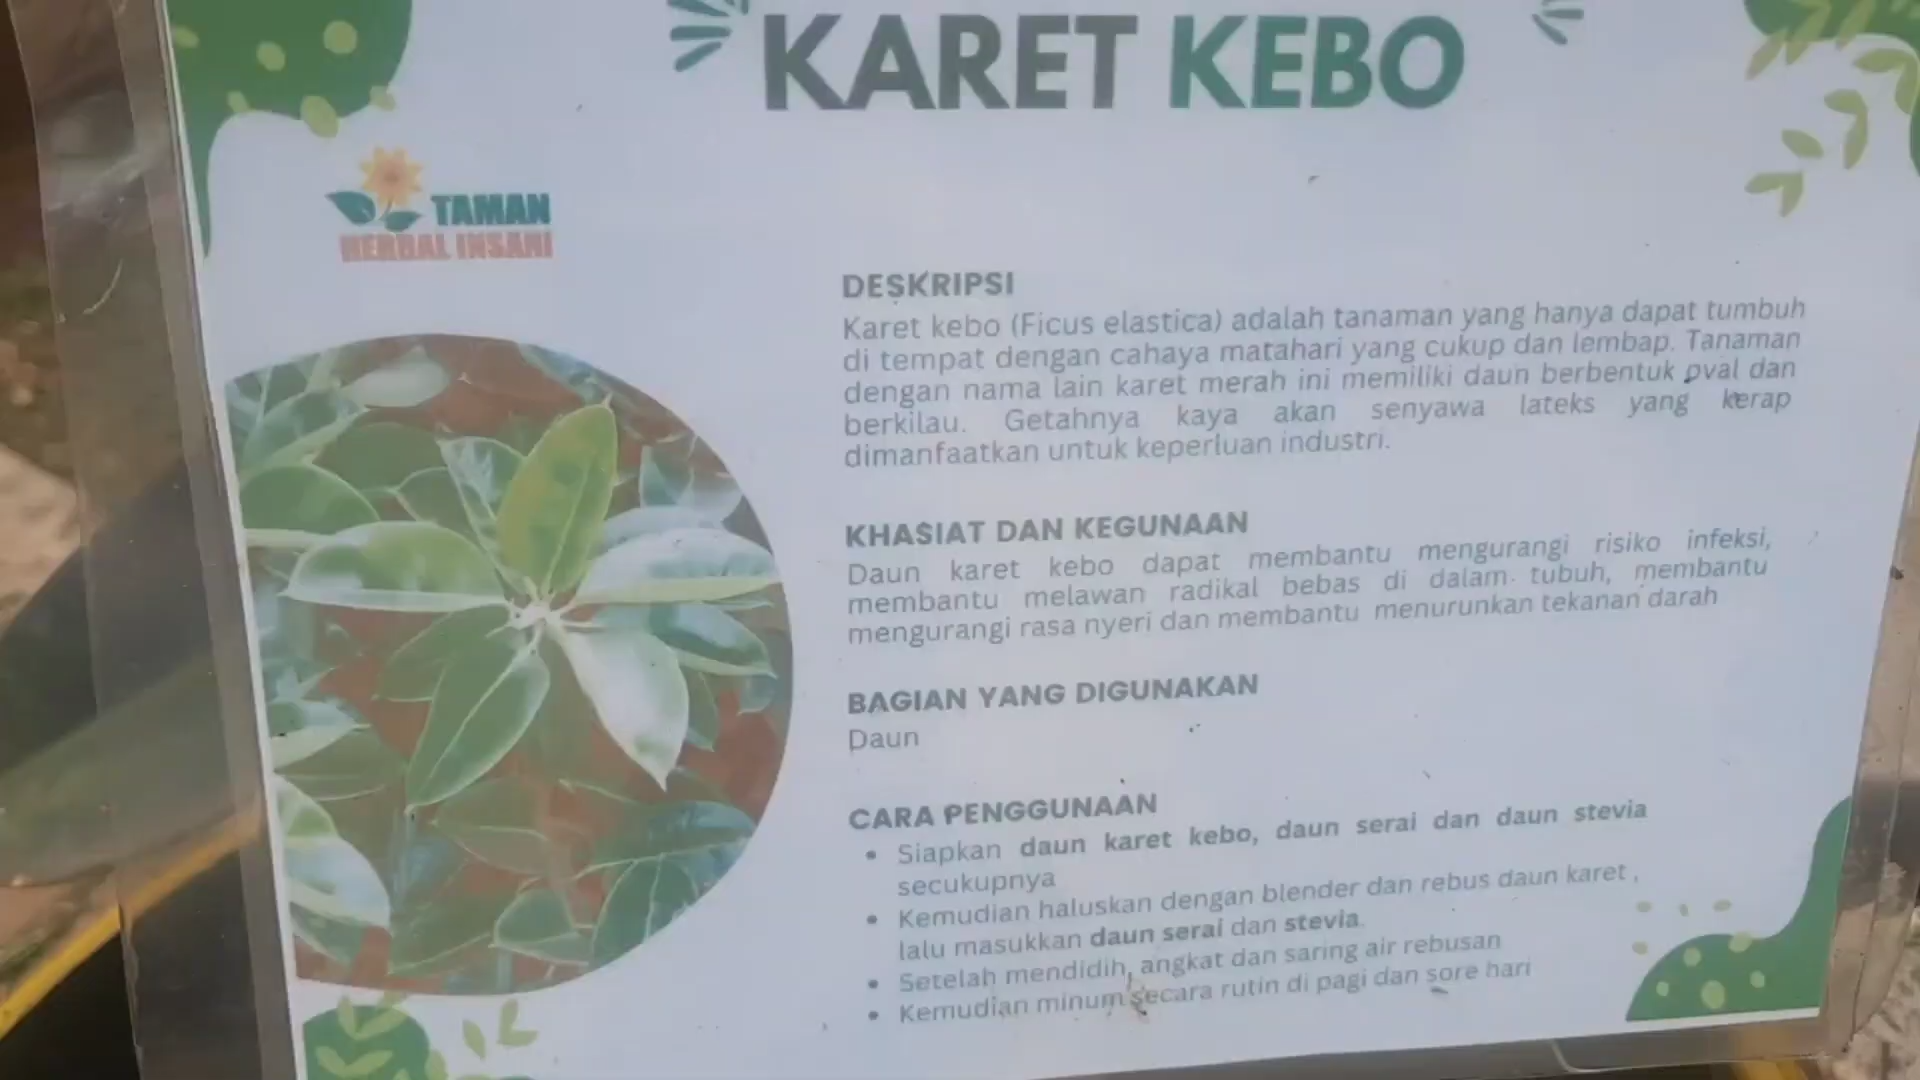 KARET KEBO
TAMAN
HERBAL INSANI
DESKRIPSI
Karet kebo (Ficus elastica) adalah tanaman yang hanya dapat tumbuh
di tempat dengan cahaya matahari yang cukup dan lembap. Tanaman
dengan nama lain karet merah ini memiliki daun berbentuk oval dan
berkilau. Getahnya kaya akan senyawa lateks yang kerap
dimanfaatkan untuk keperluan industri.
KHASIAT DAN KEGUNAAN
Daun karet kebo dapat membantu mengurangi risiko infeksi,
membantu melawan radikal bebas di dalam tubuh, membantu
mengurangi rasa nyeri dan membantu menurunkan tekanan darah
BAGIAN YANG DIGUNAKAN
Daun
CARA PENGGUNAAN
• Siapkan daun karet kebo, daun serai dan daun stevia
secukupnya
• Kemudian haluskan dengan blender dan rebus daun karet ,
lalu masukkan daun serai dan stevia.
• Setelah mendidih, angkat dan saring air rebusan
• Kemudian minum secara rutin di pagi dan sore hari